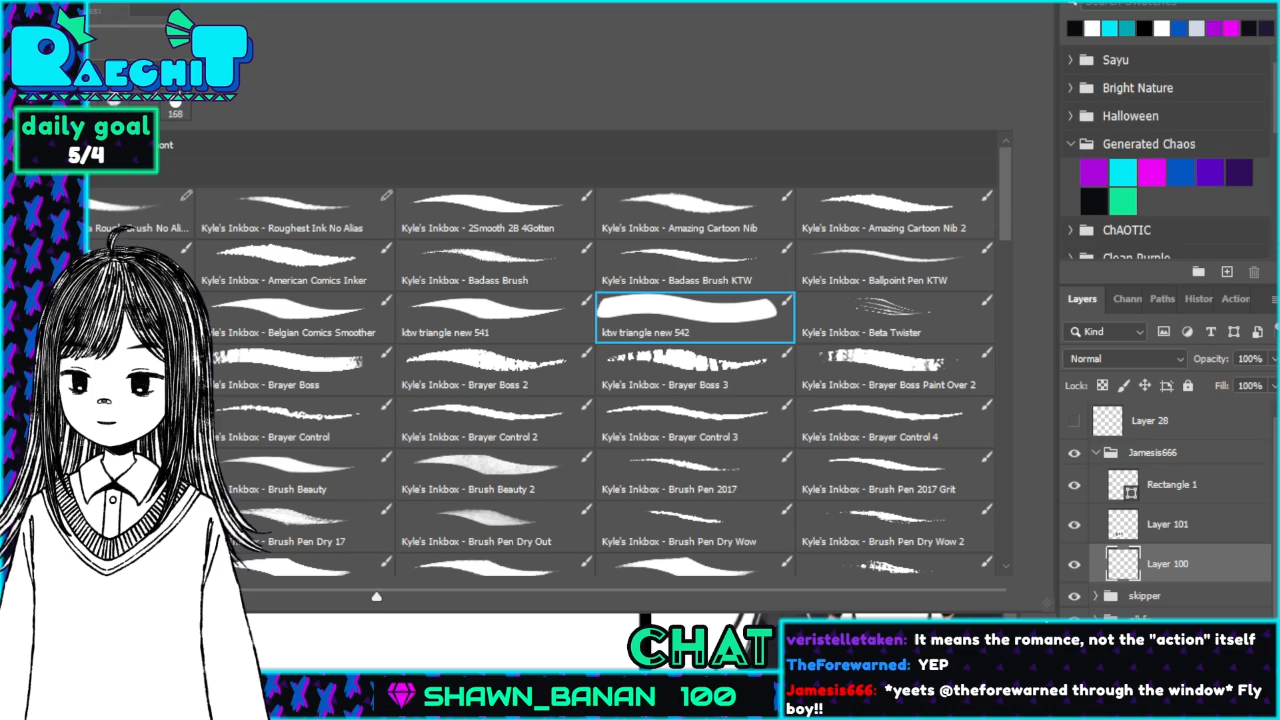 RAECHIT
daily goal
5/4
168
Search Swatches
Sayu
Bright Nature
Halloween
Generated Chaos
ChAOTIC
Clean Purple
Kyle's Inkbox - Roughest Ink No Alias
Kyle's Inkbox - 2Smooth 2B 4Gotten
Kyle's Inkbox - Amazing Cartoon Nib
Kyle's Inkbox - Amazing Cartoon Nib 2
Kyle's Inkbox - American Comics Inker
Kyle's Inkbox - Badass Brush
Kyle's Inkbox - Badass Brush KTW
Kyle's Inkbox - Ballpoint Pen KTW
Kyle's Inkbox - Belgian Comics Smoother
ktw triangle new 541
ktw triangle new 542
Kyle's Inkbox - Beta Twister
Inkbox - Brayer Boss
Kyle's Inkbox - Brayer Boss 2
Kyle's Inkbox - Brayer Boss 3
Kyle's Inkbox - Brayer Boss Paint Over 2
Inkbox - Brayer Control
Kyle's Inkbox - Brayer Control 2
Kyle's Inkbox - Brayer Control 3
Kyle's Inkbox - Brayer Control 4
Inkbox - Brush Beauty
Kyle's Inkbox - Brush Beauty 2
Kyle's Inkbox - Brush Pen 2017
Kyle's Inkbox - Brush Pen 2017 Grit
Inkbox - Brush Pen Dry 17
Kyle's Inkbox - Brush Pen Dry Out
Kyle's Inkbox - Brush Pen Dry Wow
Kyle's Inkbox - Brush Pen Dry Wow 2
Layers Chann Paths Histor Action
Kind
Normal Opacity: 100%
Lock: Fill: 100%
Layer 28
Jamesis666
Rectangle 1
Layer 101
Layer 100
skipper
CHAT
veristelletaken: It means the romance, not the "action" itself
TheForewarned: YEP
Jamesis666: *yeets @theforewarned through the window* Fly
boy!!
SHAWN_BANAN 100